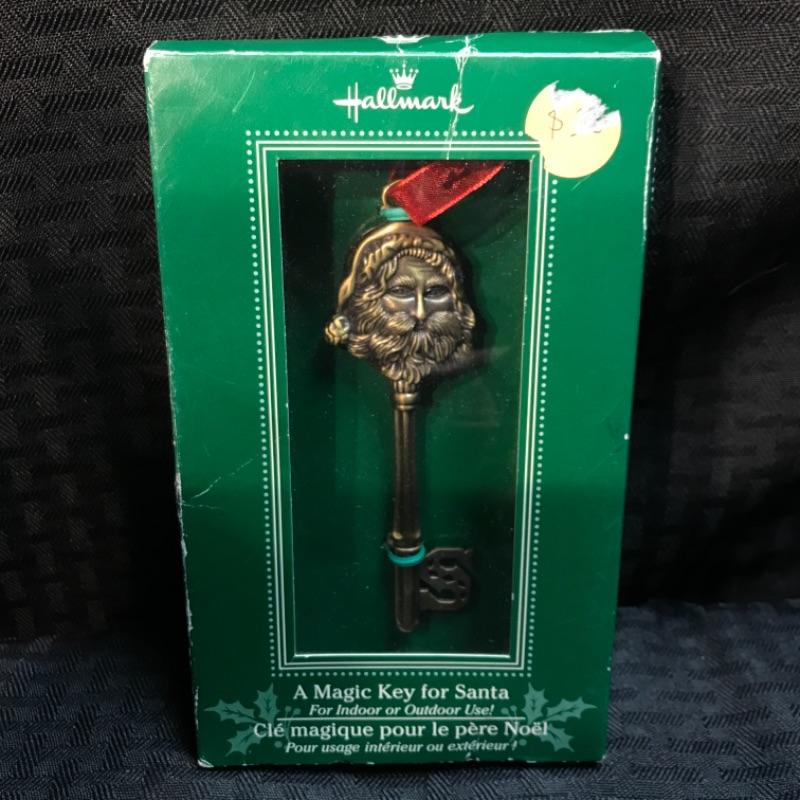 Hallmark
$
A Magic Key for Santa
For Indoor or Outdoor Use!
Clé magique pour le père Noël
Pour usage intérieur ou extérieur !